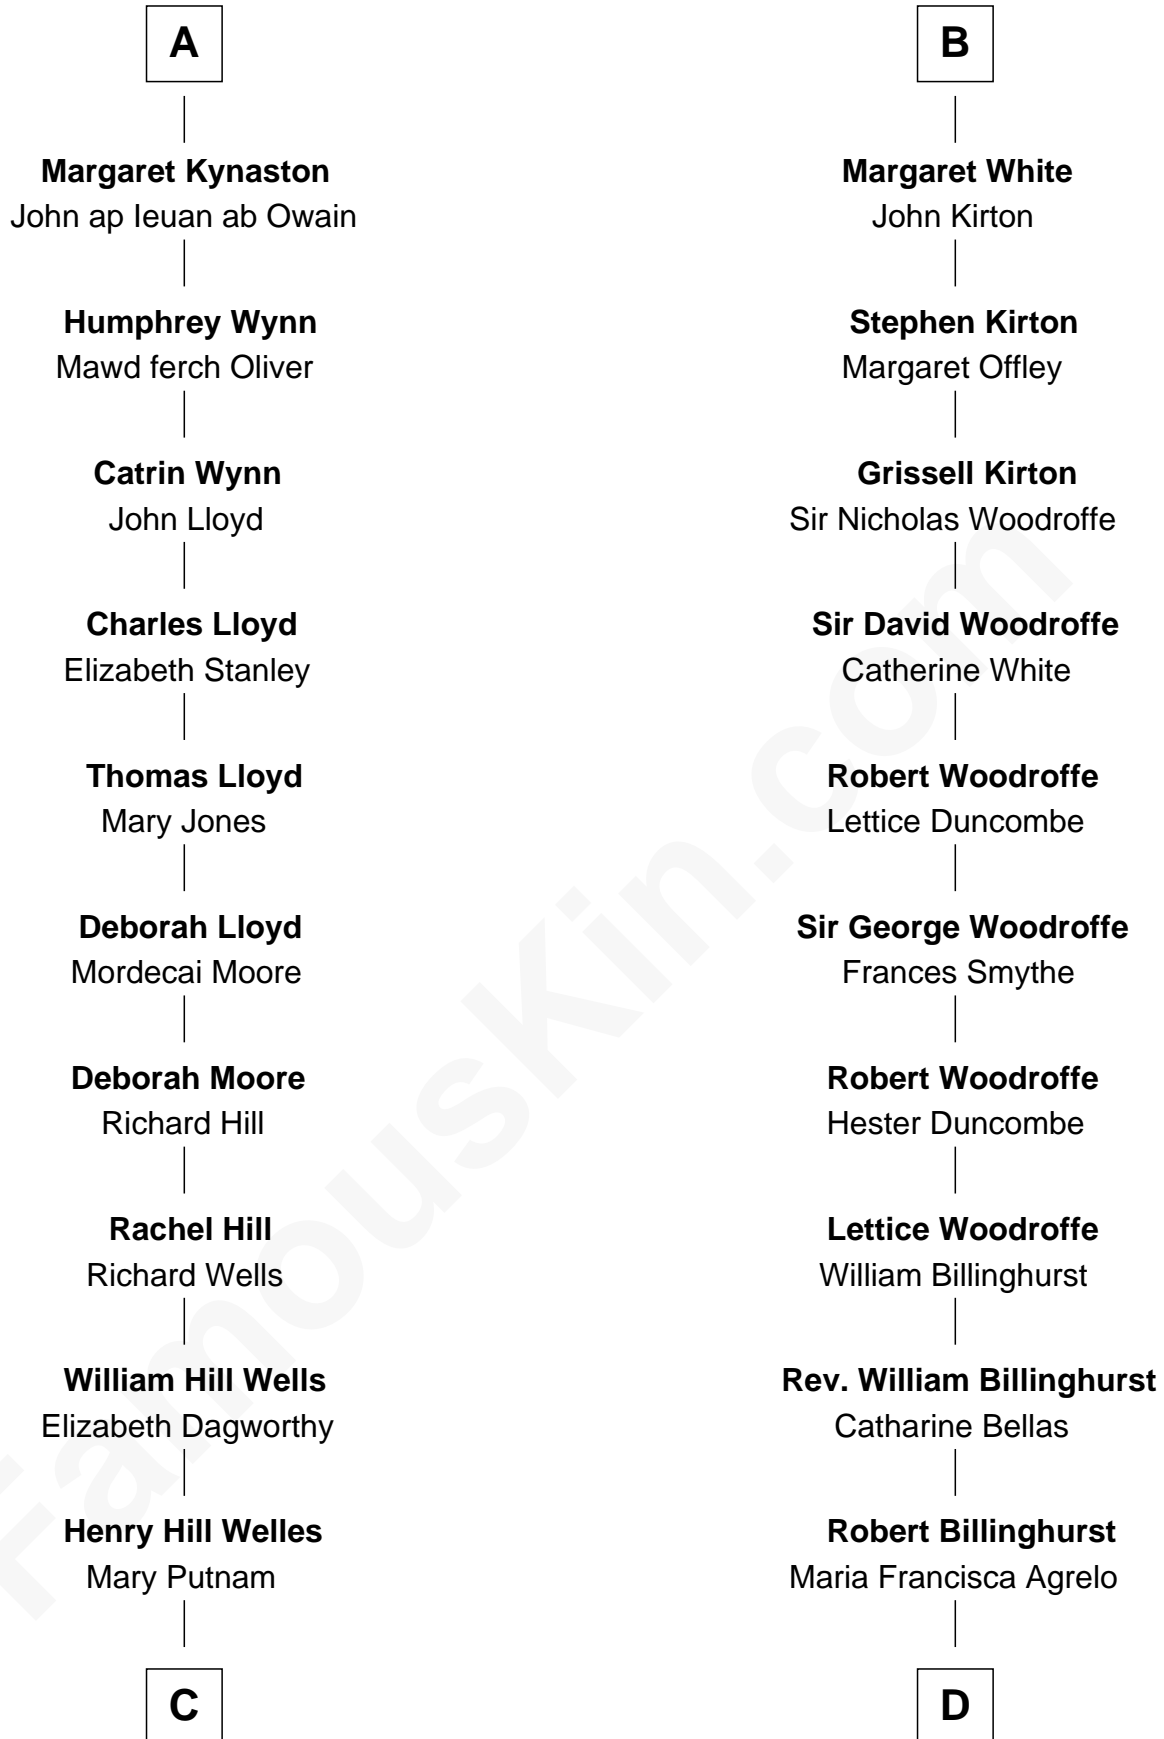 A
Margaret Kynaston
John ap Ieuan ab Owain
Humphrey Wynn
Mawd ferch Oliver
Catrin Wynn
John Lloyd
Charles Lloyd
Elizabeth Stanley
Thomas Lloyd
Mary Jones
Deborah Lloyd
Mordecai Moore
Deborah Moore
Richard Hill
Rachel Hill
Richard Wells
William Hill Wells
Elizabeth Dagworthy
Henry Hill Welles
Mary Putnam
C
B
Margaret White
John Kirton
Stephen Kirton
Margaret Offley
Grissell Kirton
Sir Nicholas Woodroffe
Sir David Woodroffe
Catherine White
Robert Woodroffe
Lettice Duncombe
Sir George Woodroffe
Frances Smythe
Robert Woodroffe
Hester Duncombe
Lettice Woodroffe
William Billinghurst
Rev. William Billinghurst
Catharine Bellas
Robert Billinghurst
Maria Francisca Agrelo
D
FamousKin.com